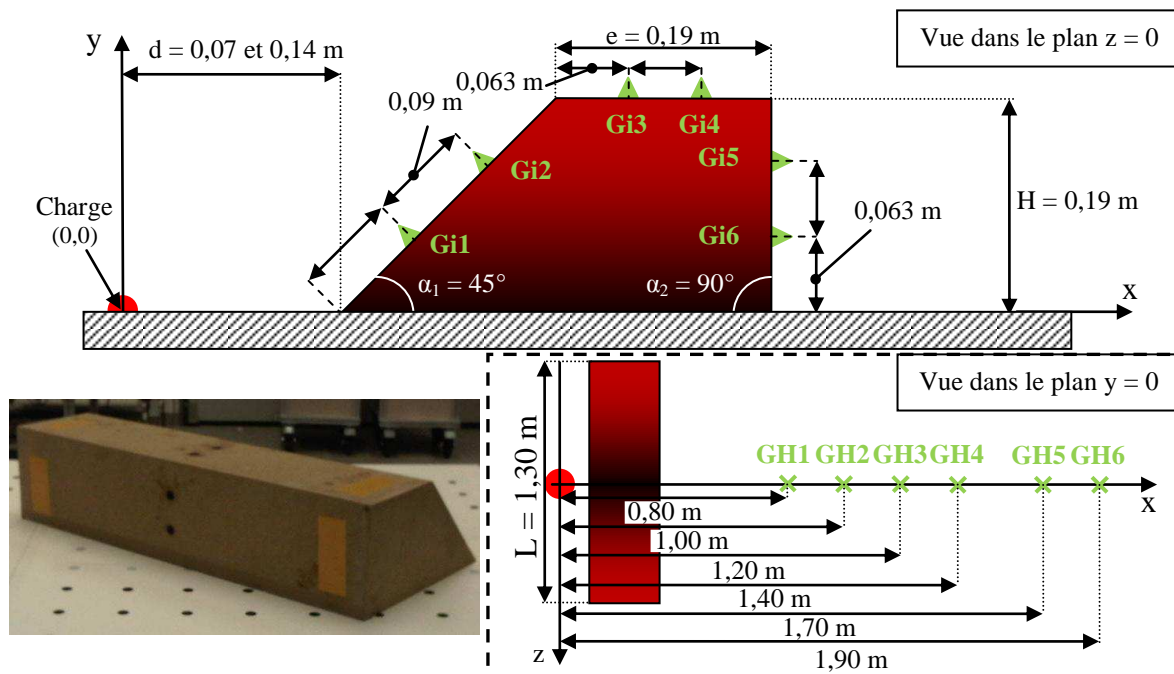 Vue dans le plan z = 0
y
d = 0,07 et 0,14 m
e = 0,19 m
0,063 m
0,09 m
Gi3
Gi4
Gi2
Gi5
Charge
(0,0)
H = 0,19 m
0,063 m
Gi1
Gi6
α₁ = 45°
α₂ = 90°
x
Vue dans le plan y = 0
L = 1,30 m
GH1
GH2
GH3
GH4
GH5
GH6
x
0,80 m
1,00 m
1,20 m
1,40 m
1,70 m
z
1,90 m